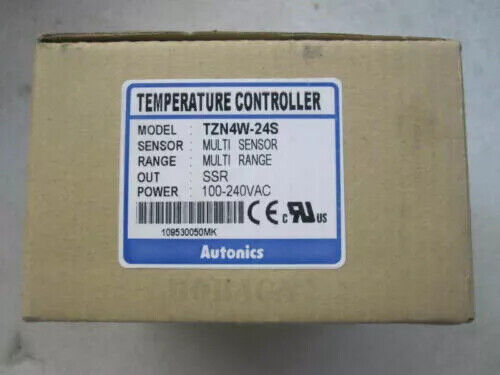 TEMPERATURE CONTROLLER
MODEL : TZN4W-24S
SENSOR : MULTI SENSOR
RANGE : MULTI RANGE
OUT : SSR
POWER : 100-240VAC
CE c RU us
109530050MK
Autonics